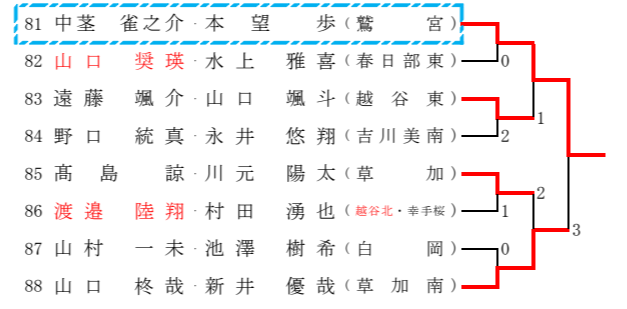 81 中茎 雀之介・本望 歩(鷲宮)
82 山口 奨瑛・水上 雅喜(春日部東) 0
83 遠藤 颯介・山口 颯斗(越谷東) 1
84 野口 統真・永井 悠翔(吉川美南) 2
85 髙島 諒・川元 陽太(草加) 2
86 渡邉 陸翔・村田 湧也(越谷北・幸手桜) 1
3
87 山村 一未・池澤 樹希(白岡) 0
88 山口 柊哉・新井 優哉(草加南)